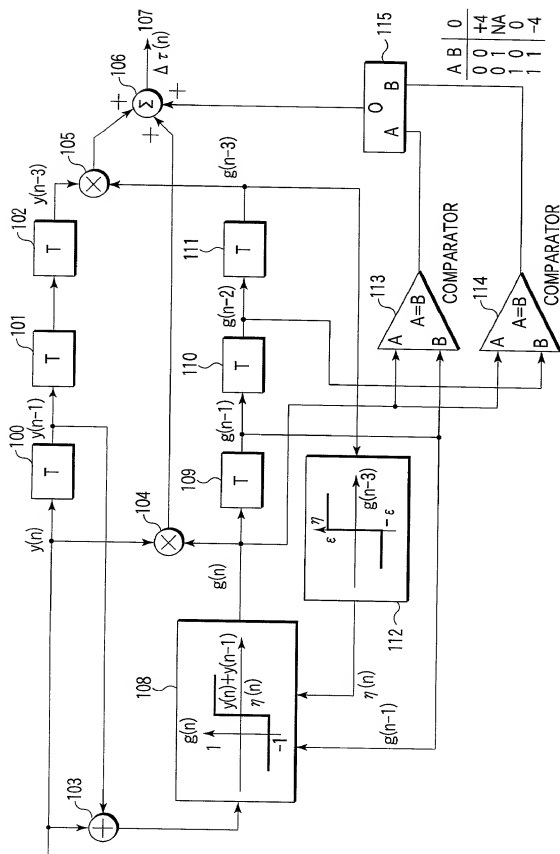 107
Δτ(n)
106
+
+
+
Σ
105
×
y(n-3)
102
T
101
T
y(n-1)
100
T
y(n)
104
×
103
+
g(n-3)
111
T
g(n-2)
110
T
g(n-1)
109
T
g(n)
108
g(n)
1
y(n)+y(n-1)
η(n)
-1
η(n)
g(n-1)
112
ε
η
g(n-3)
-ε
113
A
A=B
B
COMPARATOR
114
A
A=B
B
COMPARATOR
115
O
A
B
A B O
0 0 +4
0 1 NA
1 0 0
1 1 -4